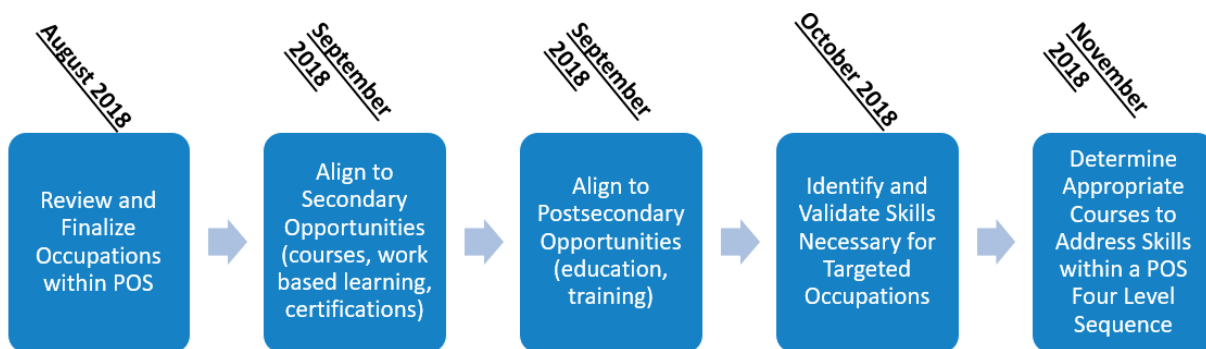 August 2018
Review and
Finalize
Occupations
within POS
September
2018
Align to
Secondary
Opportunities
(courses, work
based learning,
certifications)
September
2018
Align to
Postsecondary
Opportunities
(education,
training)
October 2018
Identify and
Validate Skills
Necessary for
Targeted
Occupations
November
2018
Determine
Appropriate
Courses to
Address Skills
within a POS
Four Level
Sequence